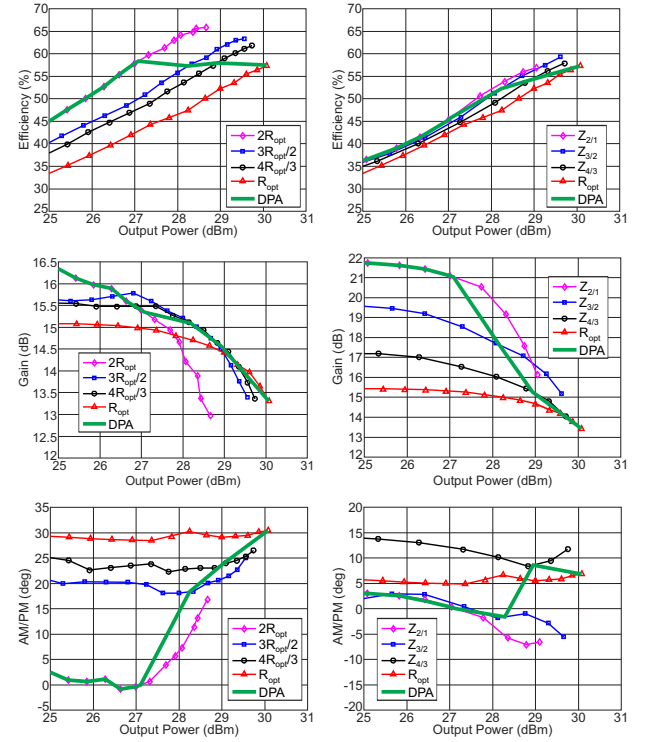 70
65
60
55
50
45
40
35
30
25
Efficiency (%)
25 26 27 28 29 30 31
Output Power (dBm)
2Ropt
3Ropt/2
4Ropt/3
Ropt
DPA
70
65
60
55
50
45
40
35
30
25
Efficiency (%)
25 26 27 28 29 30 31
Output Power (dBm)
Z2/1
Z3/2
Z4/3
Ropt
DPA
16.5
16
15.5
15
14.5
14
13.5
13
12.5
12
Gain (dB)
25 26 27 28 29 30 31
Output Power (dBm)
2Ropt
3Ropt/2
4Ropt/3
Ropt
DPA
22
21
20
19
18
17
16
15
14
13
12
Gain (dB)
25 26 27 28 29 30 31
Output Power (dBm)
Z2/1
Z3/2
Z4/3
Ropt
DPA
35
30
25
20
15
10
5
0
-5
AM/PM (deg)
25 26 27 28 29 30 31
Output Power (dBm)
2Ropt
3Ropt/2
4Ropt/3
Ropt
DPA
20
15
10
5
0
-5
-10
-15
-20
AM/PM (deg)
25 26 27 28 29 30 31
Output Power (dBm)
Z2/1
Z3/2
Z4/3
Ropt
DPA